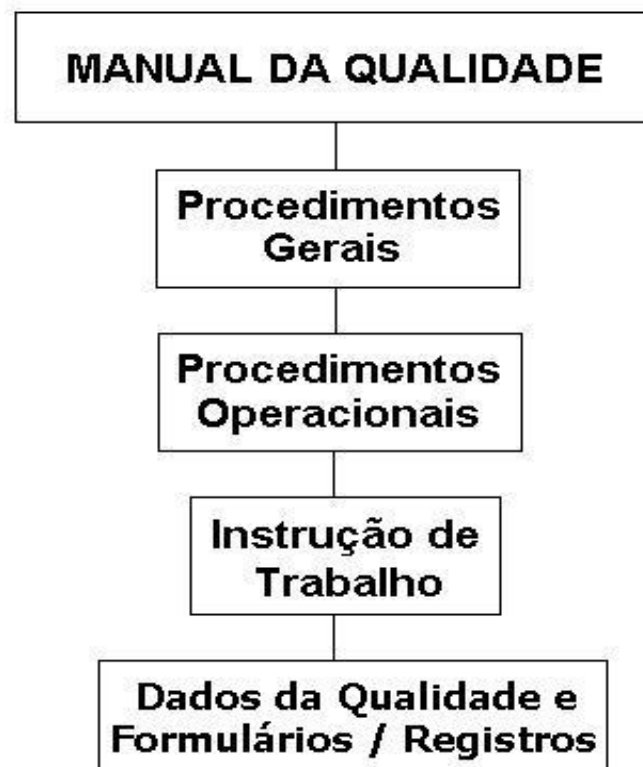 MANUAL DA QUALIDADE
Procedimentos
Gerais
Procedimentos
Operacionais
Instrução de
Trabalho
Dados da Qualidade e
Formulários / Registros